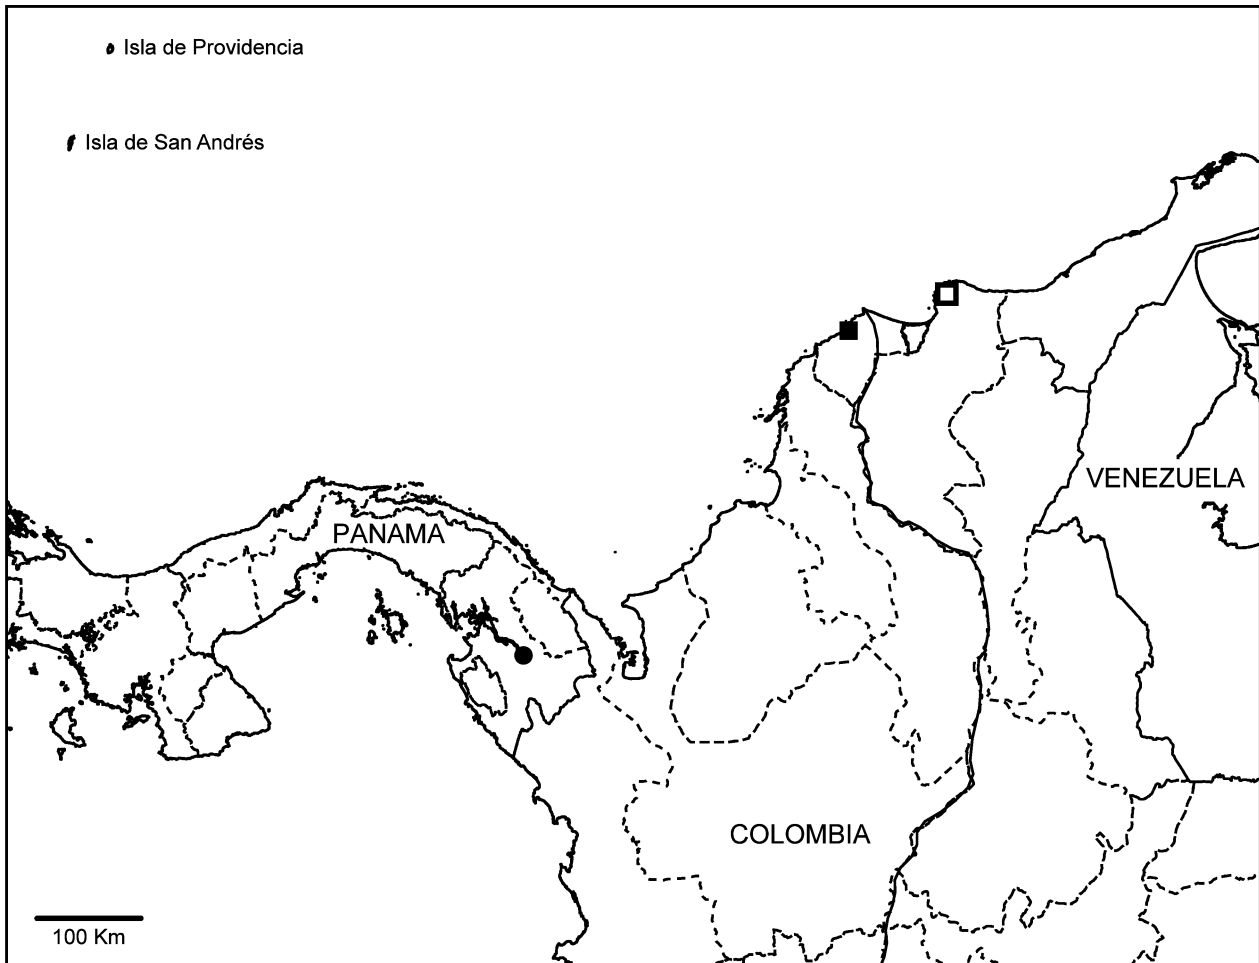 Isla de Providencia
Isla de San Andrés
VENEZUELA
PANAMA
COLOMBIA
100 Km